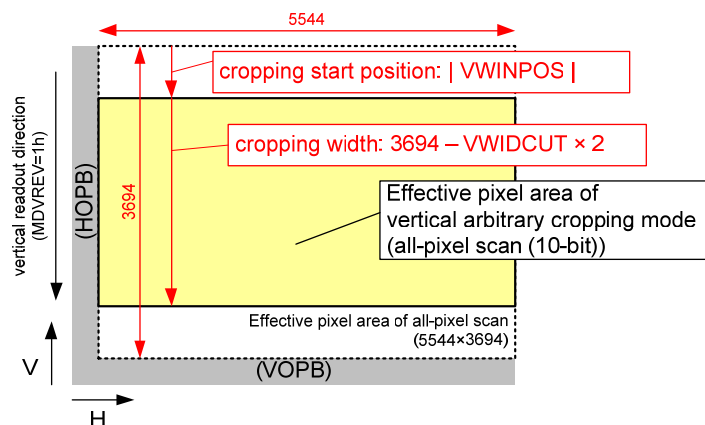 5544
cropping start position: | VWINPOS |
cropping width: 3694 – VWIDCUT × 2
3694
vertical readout direction
(MDVREV=1h)
(HOPB)
Effective pixel area of
vertical arbitrary cropping mode
(all-pixel scan (10-bit))
Effective pixel area of all-pixel scan
(5544×3694)
(VOPB)
V
H